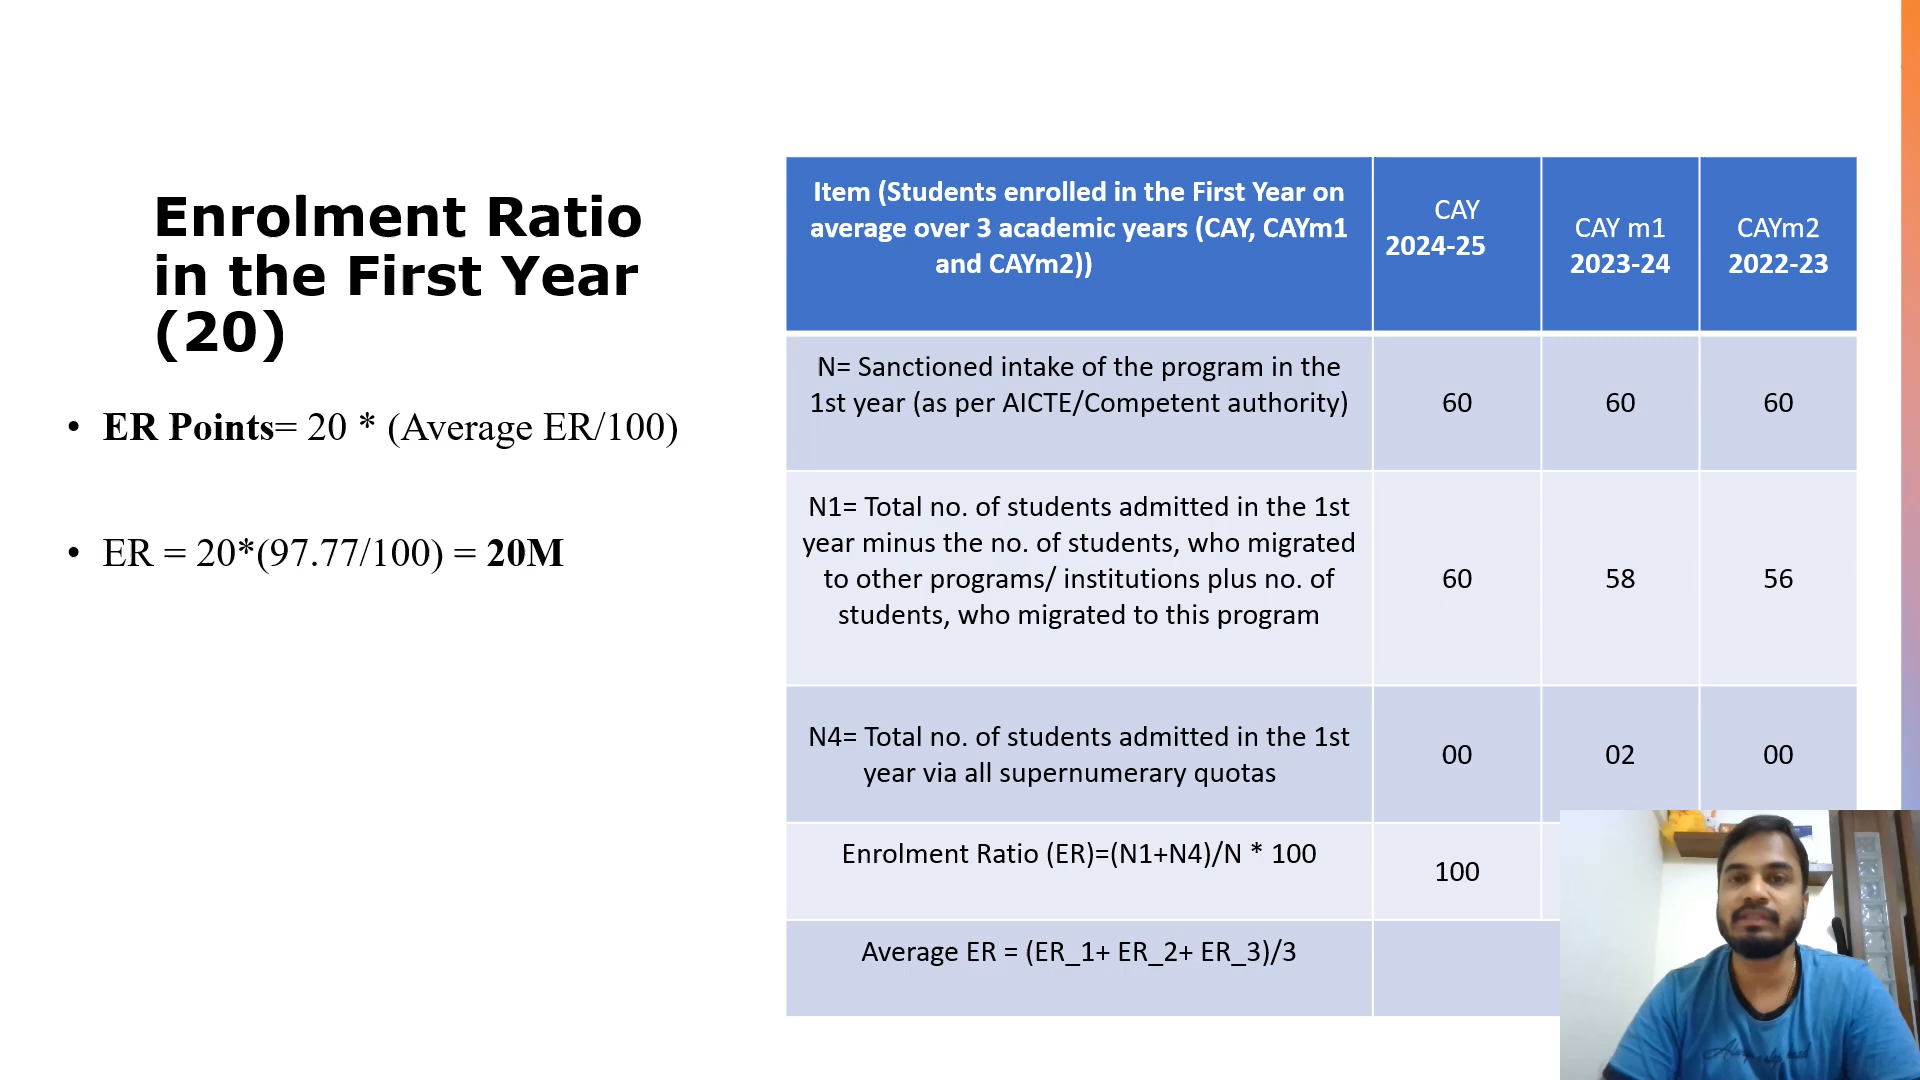 Enrolment Ratio
in the First Year
(20)
• ER Points= 20 * (Average ER/100)
• ER = 20*(97.77/100) = 20M
Item (Students enrolled in the First Year on
average over 3 academic years (CAY, CAYm1
and CAYm2))
CAY
2024-25
CAY m1
2023-24
CAYm2
2022-23
N= Sanctioned intake of the program in the
1st year (as per AICTE/Competent authority)
60
60
60
N1= Total no. of students admitted in the 1st
year minus the no. of students, who migrated
to other programs/ institutions plus no. of
students, who migrated to this program
60
58
56
N4= Total no. of students admitted in the 1st
year via all supernumerary quotas
00
02
00
Enrolment Ratio (ER)=(N1+N4)/N * 100
100
Average ER = (ER_1+ ER_2+ ER_3)/3